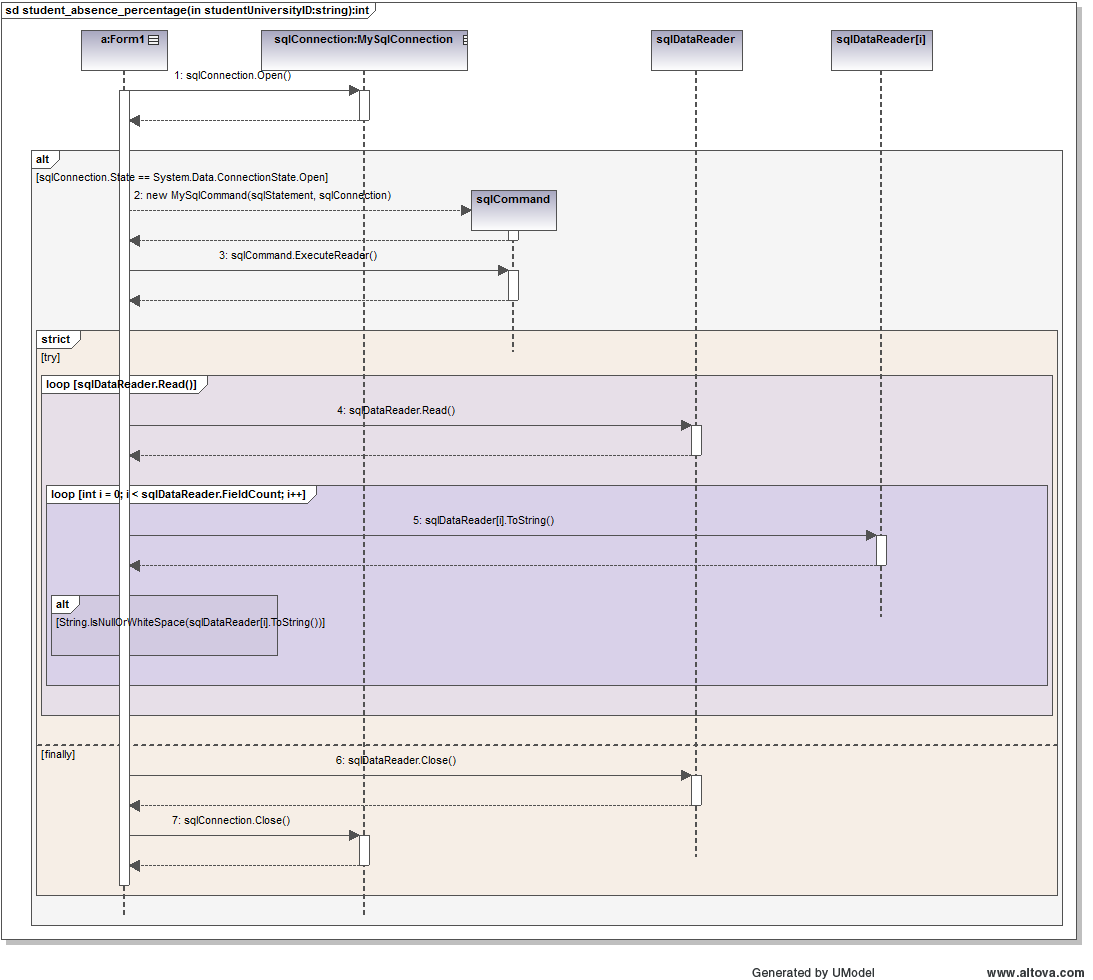 sd student_absence_percentage(in studentUniversityID:string):int
a:Form1
sqlConnection:MySqlConnection
sqlDataReader
sqlDataReader[i]
1: sqlConnection.Open()
alt
[sqlConnection.State == System.Data.ConnectionState.Open]
2: new MySqlCommand(sqlStatement, sqlConnection)
sqlCommand
3: sqlCommand.ExecuteReader()
strict
[try]
loop [sqlDataReader.Read()]
4: sqlDataReader.Read()
loop [int i = 0; i < sqlDataReader.FieldCount; i++]
5: sqlDataReader[i].ToString()
alt
[String.IsNullOrWhiteSpace(sqlDataReader[i].ToString())]
[finally]
6: sqlDataReader.Close()
7: sqlConnection.Close()
Generated by UModel
www.altova.com